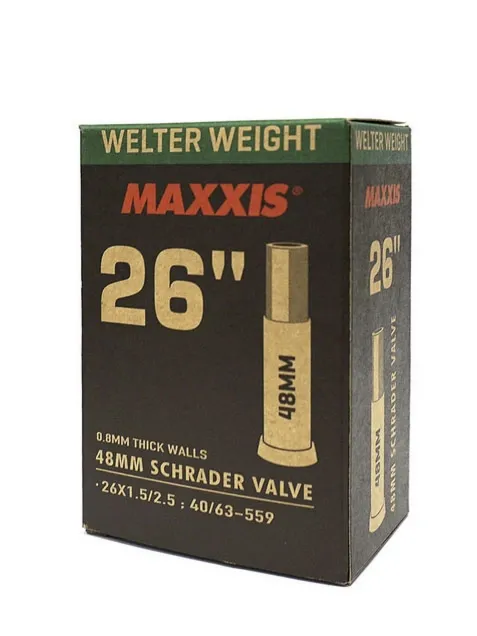 WELTER WEIGHT
MAXXIS®
26"
48MM
0.8MM THICK WALLS
48MM SCHRADER VALVE
·26X1.5/2.5 ; 40/63-559
WELTER WEIGHT
MAXXIS
26"
48MM
48MM SCHRADER VALVE